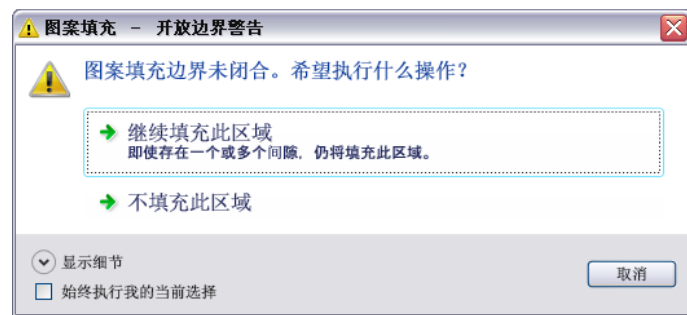 图案填充 - 开放边界警告
图案填充边界未闭合。希望执行什么操作？
继续填充此区域
即使存在一个或多个间隙，仍将填充此区域。
不填充此区域
显示细节
取消
始终执行我的当前选择